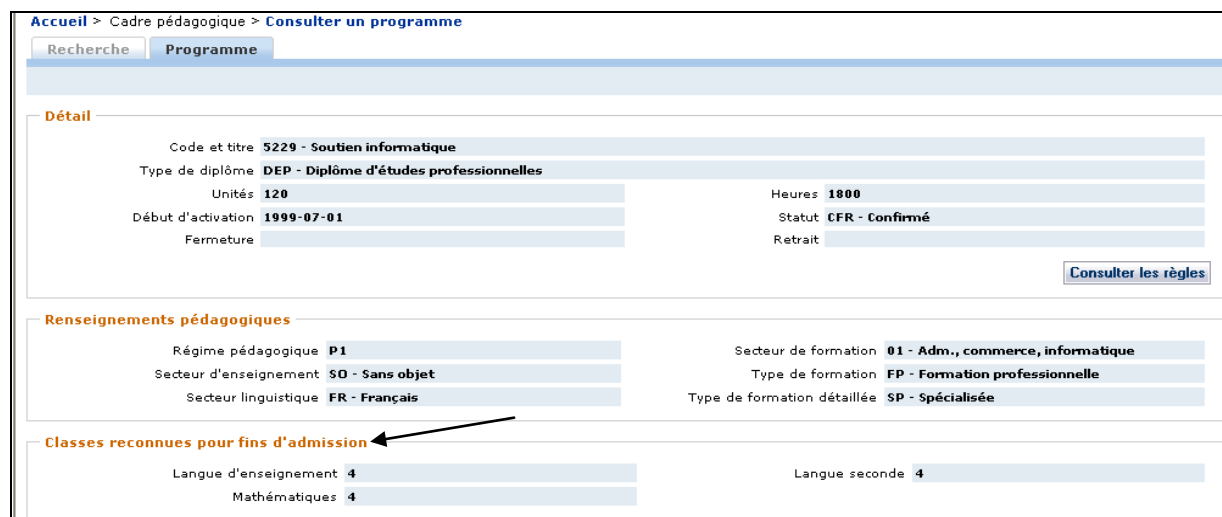 Accueil > Cadre pédagogique > Consulter un programme
Recherche Programme
Détail
Code et titre 5229 - Soutien informatique
Type de diplôme DEP - Diplôme d'études professionnelles
Unités 120 Heures 1800
Début d'activation 1999-07-01 Statut CFR - Confirmé
Fermeture Retrait
Consulter les règles
Renseignements pédagogiques
Régime pédagogique P1 Secteur de formation 01 - Adm., commerce, informatique
Secteur d'enseignement SO - Sans objet Type de formation FP - Formation professionnelle
Secteur linguistique FR - Français Type de formation détaillée SP - Spécialisée
Classes reconnues pour fins d'admission
Langue d'enseignement 4 Langue seconde 4
Mathématiques 4